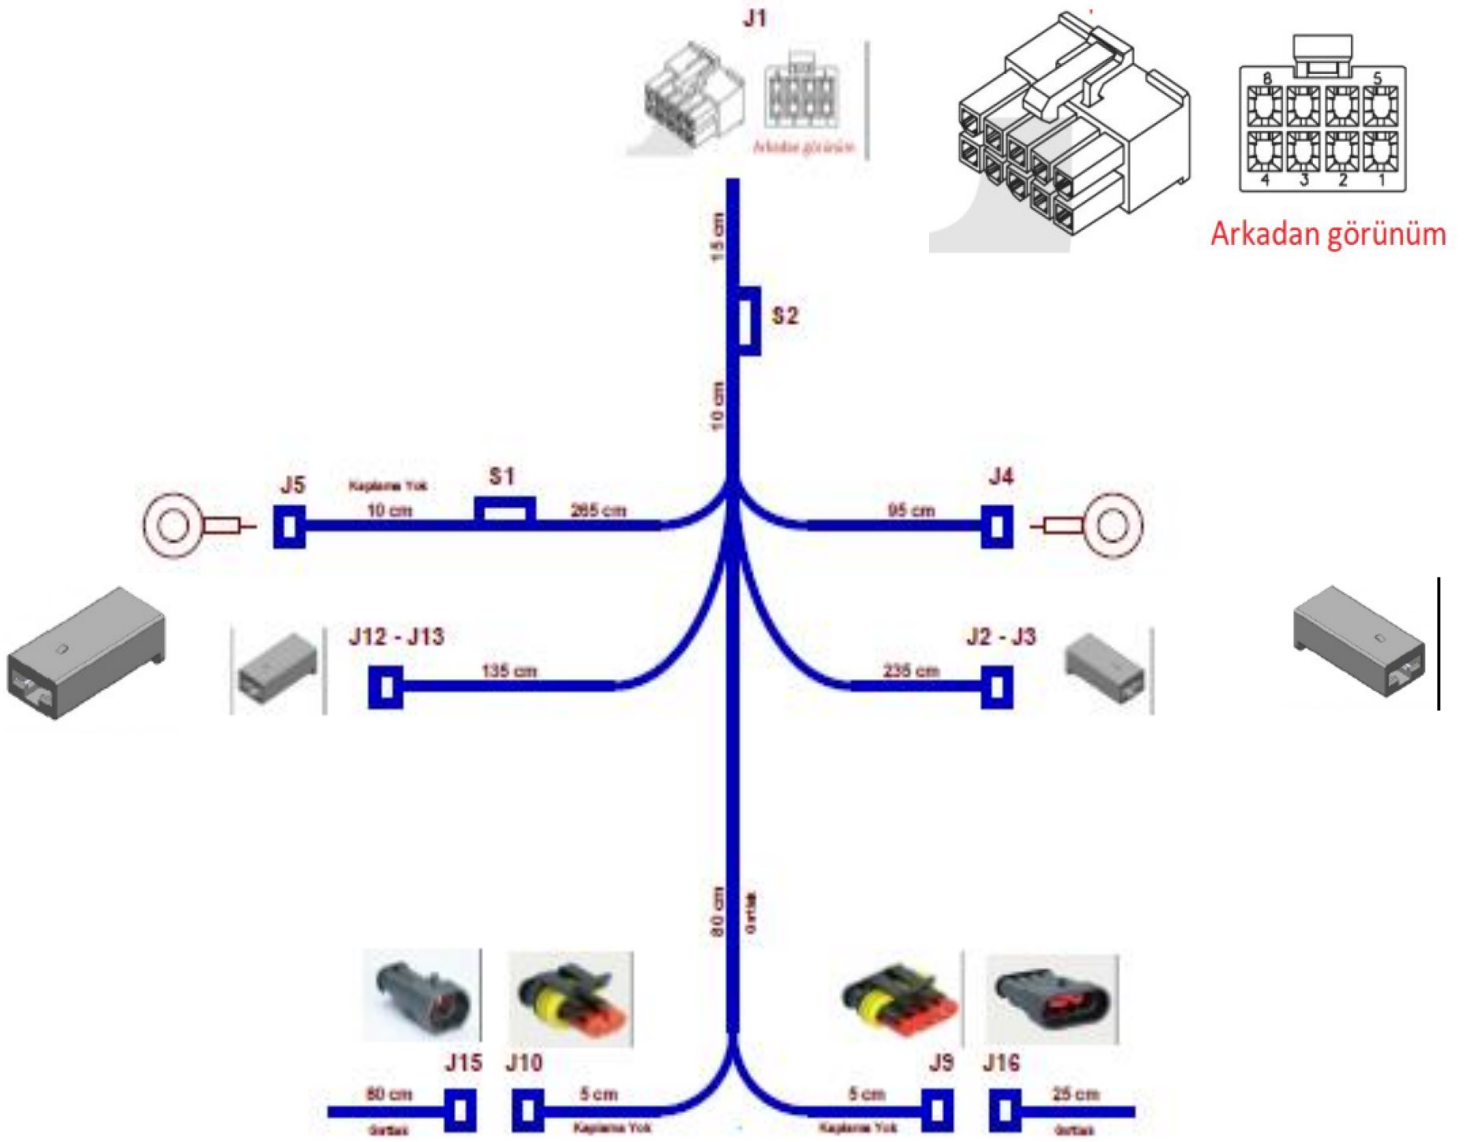 J1
8 5
4 3 2 1
Arkadan görünüm
Arkadan görünüm
15 cm
S2
10 cm
J5
Kaplama Yok
10 cm
S1
265 cm
J4
95 cm
J12 - J13
135 cm
J2 - J3
235 cm
80 cm
J15
J10
J9
J16
80 cm
5 cm
Kaplama Yok
5 cm
Kaplama Yok
25 cm